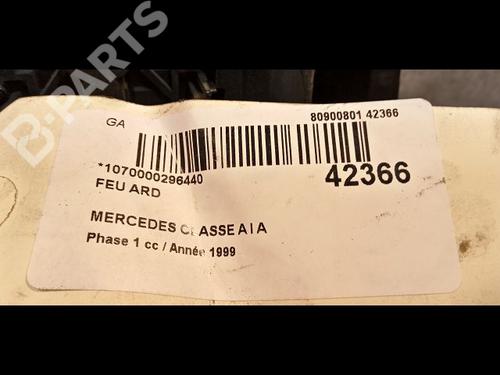 GA
80900801 42366
*1070000296440
42366
FEU ARD
MERCEDES CLASSE A I A
Phase 1 cc / Année 1999
B-PARTS